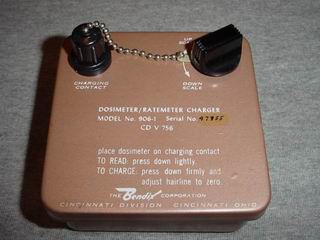 UP
SCALE
CHARGING
CONTACT
DOWN
SCALE
DOSIMETER/RATEMETER CHARGER
MODEL No. 906-1 Serial No.
CD V 756
place dosimeter on charging contact
TO READ: press down lightly.
TO CHARGE: press down firmly and
adjust hairline to zero.
THE Bendix CORPORATION
CINCINNATI DIVISION CINCINNATI OHIO